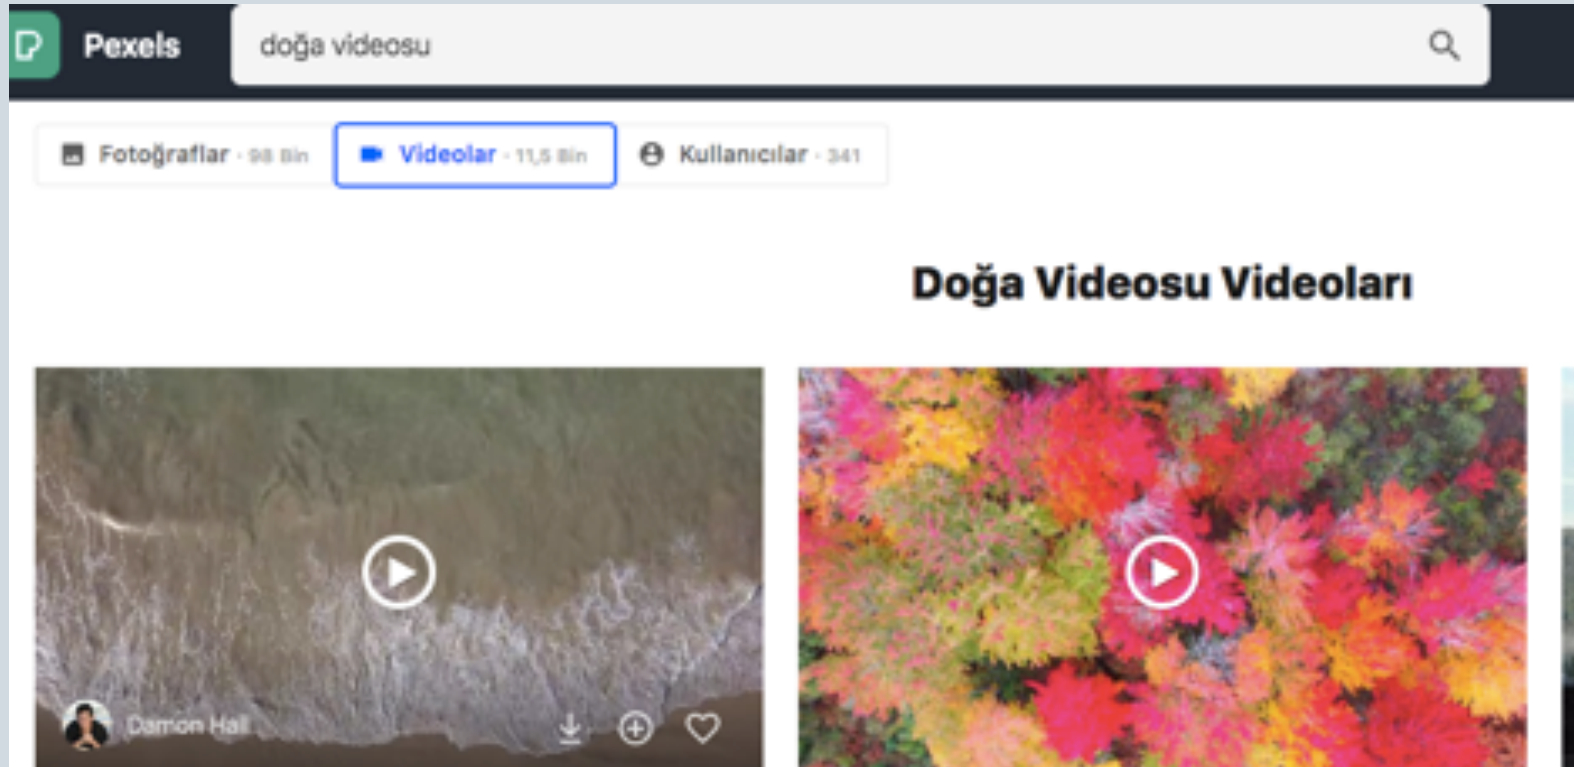 Pexels
doğa videosu
Fotoğraflar · 98 Bin
Videolar · 11,5 Bin
Kullanıcılar · 341
Doğa Videosu Videoları
Damon Hall